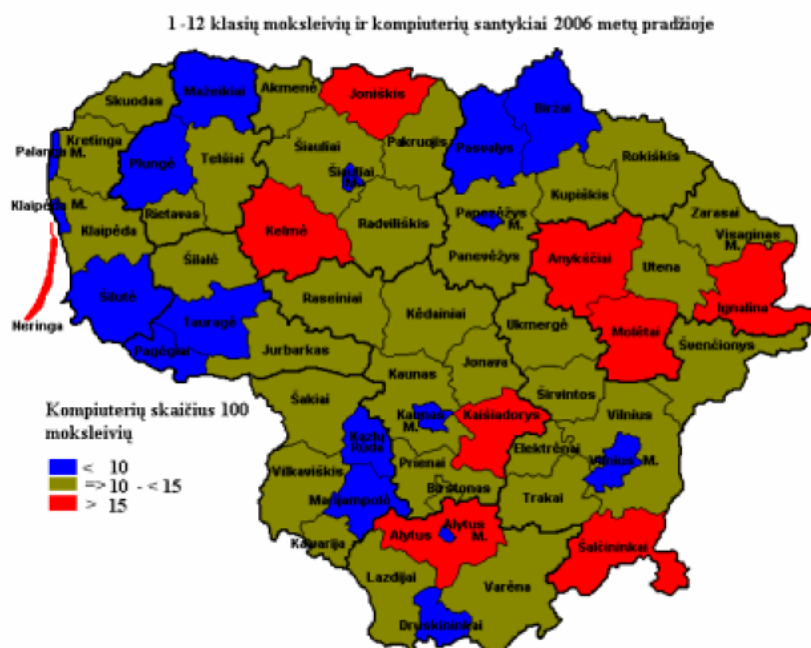 1 -12 klasių moksleivių ir kompiuterių santykiai 2006 metų pradžioje
Skuodas
Mažeikiai
Akmenė
Joniškis
Biržai
Kretinga
Palanga M.
Plungė
Telšiai
Šiauliai
Šiauliai M.
Pakruojis
Pasvalys
Rokiškis
Klaipėda M.
Klaipėda
Rietavas
Kelmė
Radviliškis
Panevėžys M.
Kupiškis
Zarasai
Visaginas M.
Šilalė
Panevėžys
Anykščiai
Utena
Ignalina
Neringa
Šilutė
Tauragė
Raseiniai
Kėdainiai
Ukmergė
Molėtai
Pagėgiai
Jurbarkas
Švenčionys
Jonava
Kaunas
Širvintos
Šakiai
Kompiuterių skaičius 100
moksleivių
< 10
=> 10 - < 15
> 15
Kaunas M.
Kaišiadorys
Vilnius
Kazlų Rūda
Elektrėnai
Vilnius M.
Vilkaviškis
Prienai
Birštonas
Marijampolė
Trakai
Kalvarija
Alytus
Alytus M.
Šalčininkai
Lazdijai
Varėna
Druskininkai